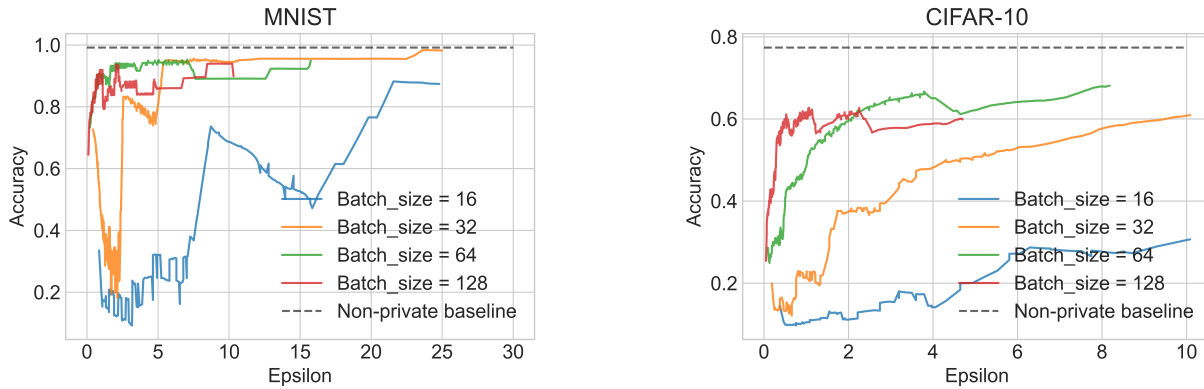 MNIST
1.0
0.8
0.6
0.4
0.2
Accuracy
0
5
10
15
20
25
30
Epsilon
Batch_size = 16
Batch_size = 32
Batch_size = 64
Batch_size = 128
Non-private baseline
CIFAR-10
0.8
0.6
0.4
0.2
Accuracy
0
2
4
6
8
10
Epsilon
Batch_size = 16
Batch_size = 32
Batch_size = 64
Batch_size = 128
Non-private baseline